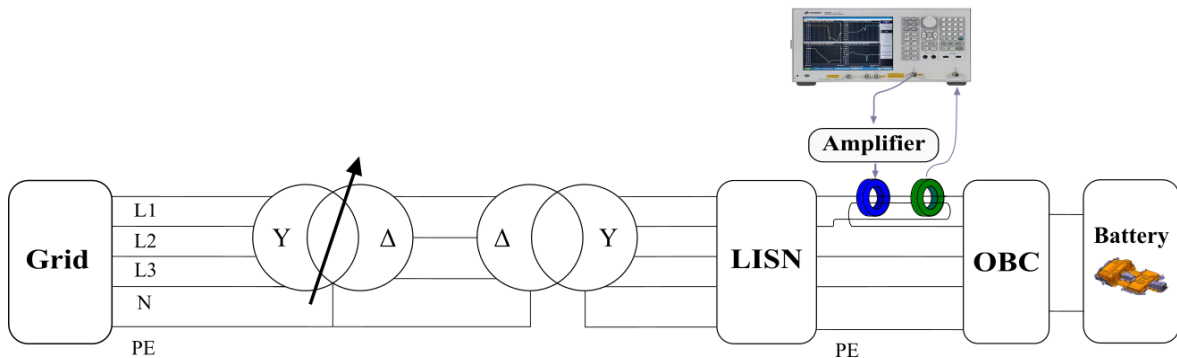 Amplifier
Grid
L1
L2
L3
N
PE
Y
Δ
Δ
Y
LISN
PE
OBC
Battery